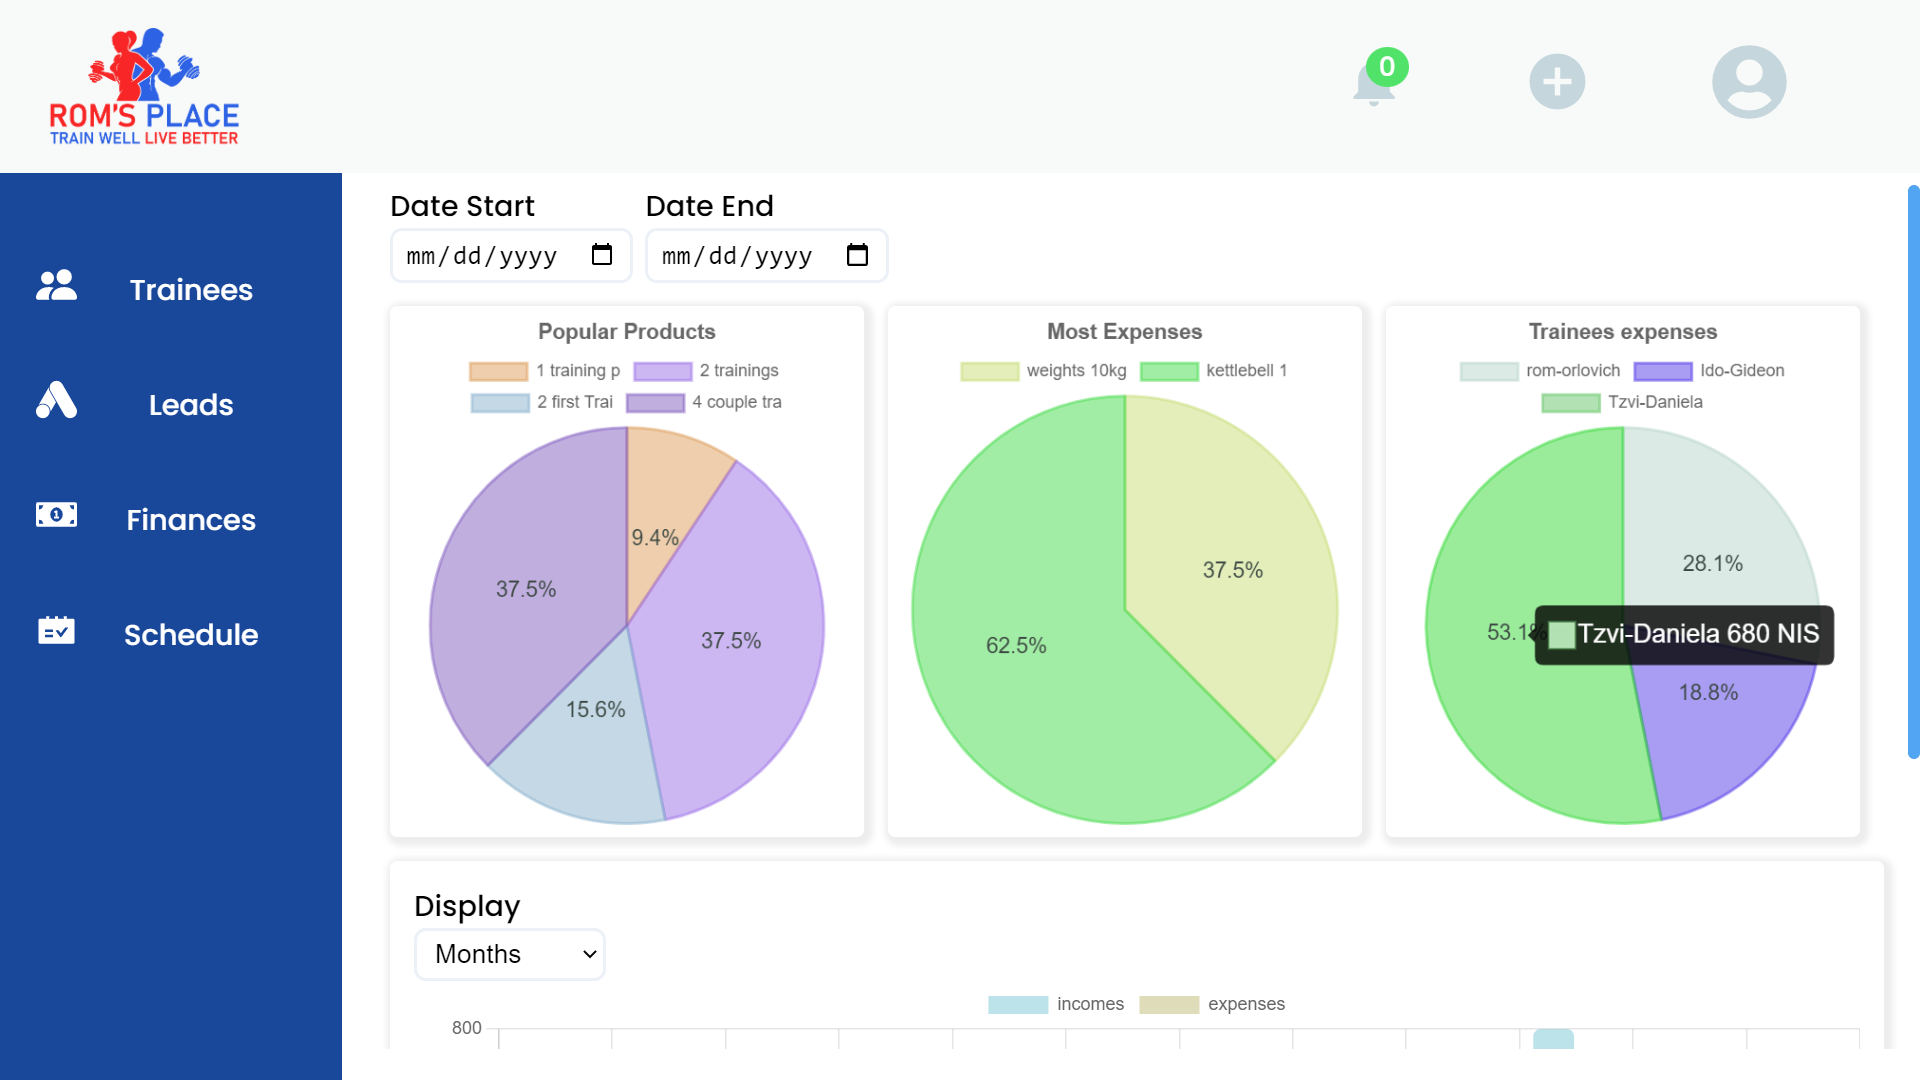 ROM'S PLACE
TRAIN WELL LIVE BETTER
0
Trainees
Leads
Finances
Schedule
Date Start
Date End
mm/dd/yyyy
mm/dd/yyyy
Popular Products
1 training p
2 trainings
2 first Trai
4 couple tra
9.4%
37.5%
37.5%
15.6%
Most Expenses
weights 10kg
kettlebell 1
37.5%
62.5%
Trainees expenses
rom-orlovich
Ido-Gideon
Tzvi-Daniela
28.1%
53.1%
Tzvi-Daniela 680 NIS
18.8%
Display
Months
incomes
expenses
800